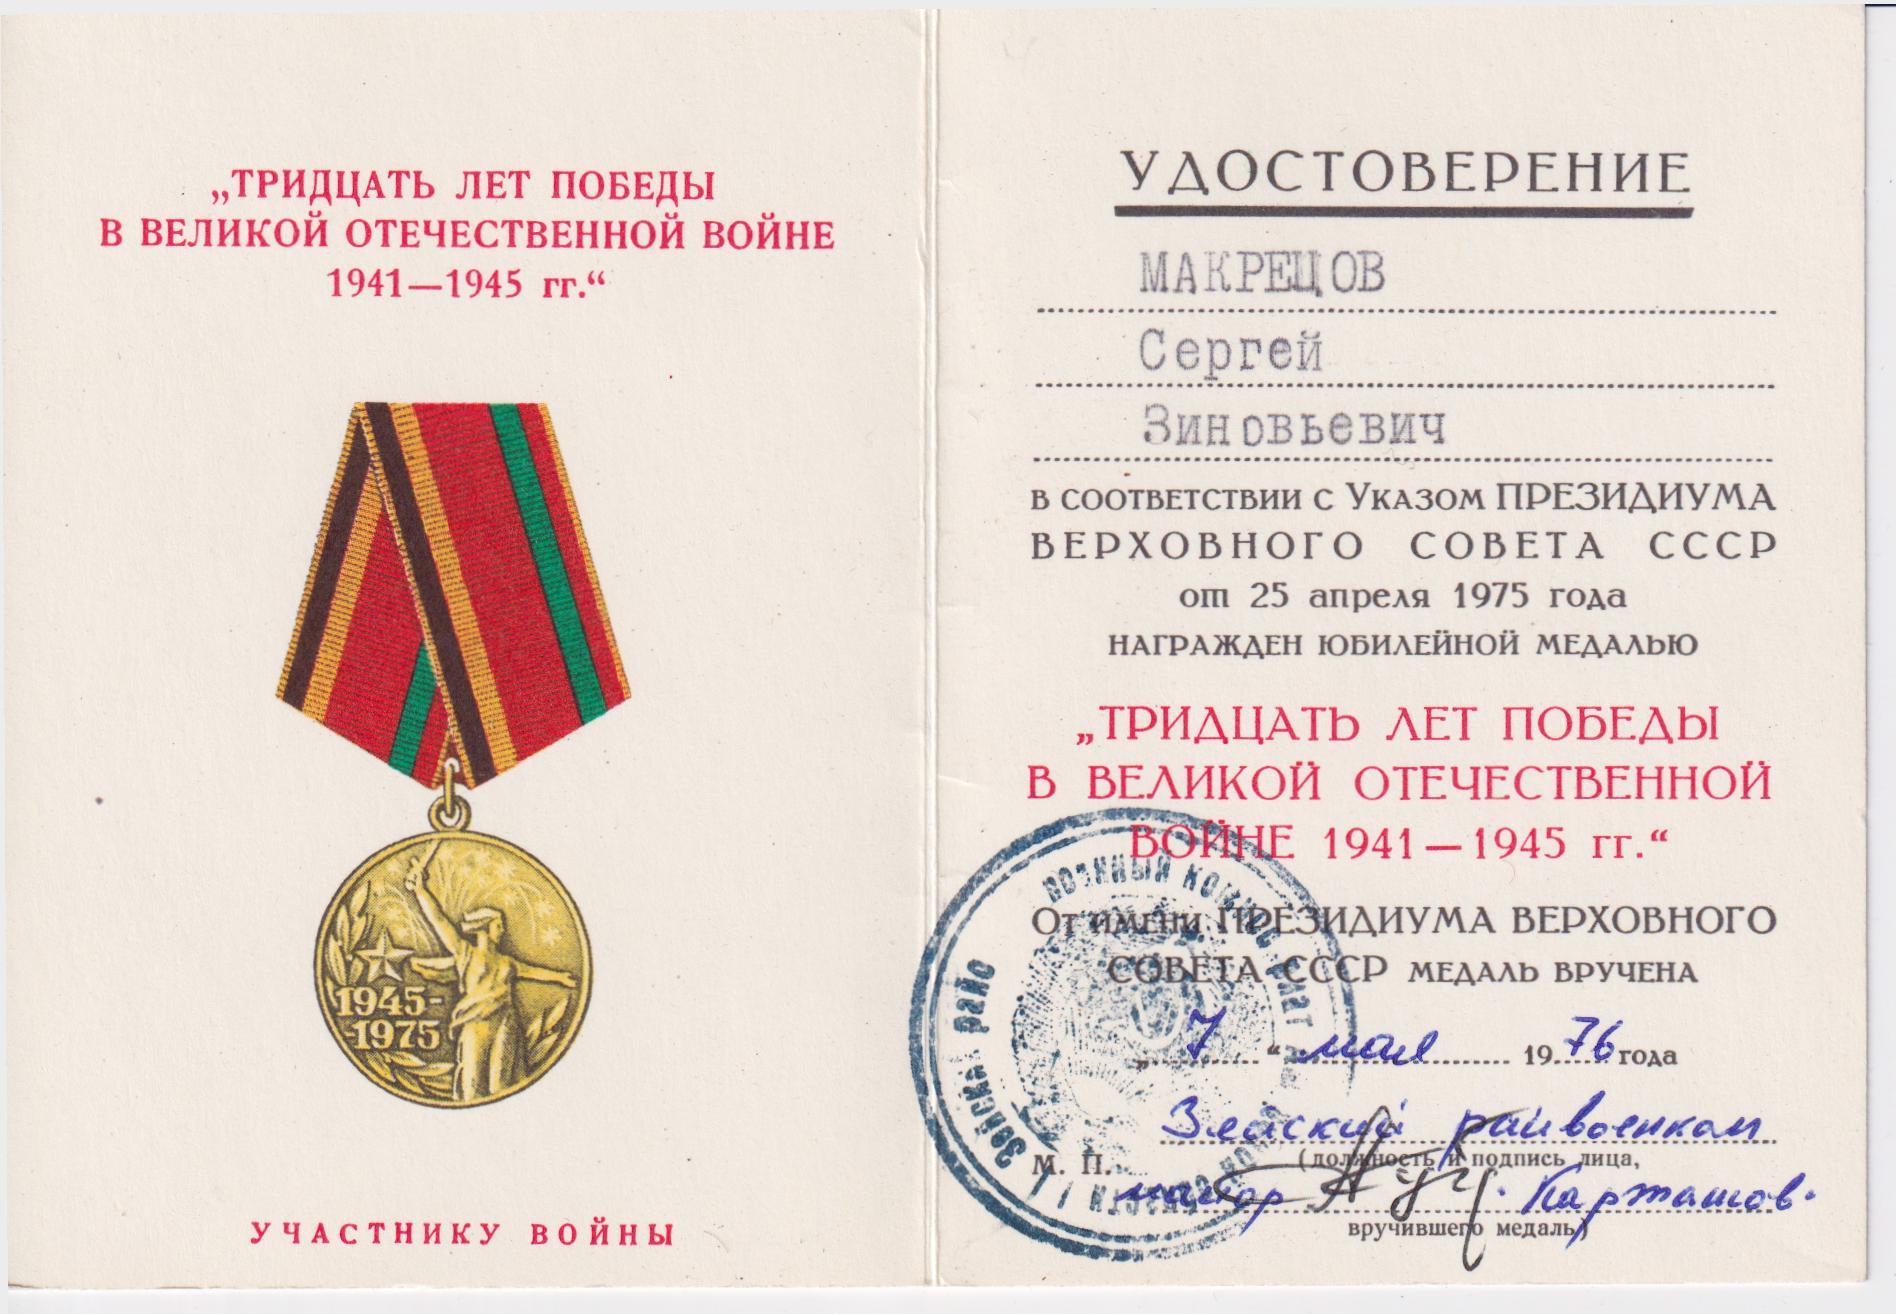 „ТРИДЦАТЬ ЛЕТ ПОБЕДЫ
В ВЕЛИКОЙ ОТЕЧЕСТВЕННОЙ ВОЙНЕ
1941—1945 гг.“
1945-
-1975
УЧАСТНИКУ ВОЙНЫ
УДОСТОВЕРЕНИЕ
МАКРЕЦОВ
Сергей
Зиновьевич
в соответствии с Указом ПРЕЗИДИУМА
ВЕРХОВНОГО СОВЕТА СССР
от 25 апреля 1975 года
награжден юбилейной медалью
„ТРИДЦАТЬ ЛЕТ ПОБЕДЫ
В ВЕЛИКОЙ ОТЕЧЕСТВЕННОЙ
ВОЙНЕ 1941—1945 гг.“
От имени ПРЕЗИДИУМА ВЕРХОВНОГО
СОВЕТА СССР медаль вручена
„7“ мая 1976 года
Зейский райвоенком
М. П.
(должность и подпись лица,
майор Карташов.
вручившего медаль)